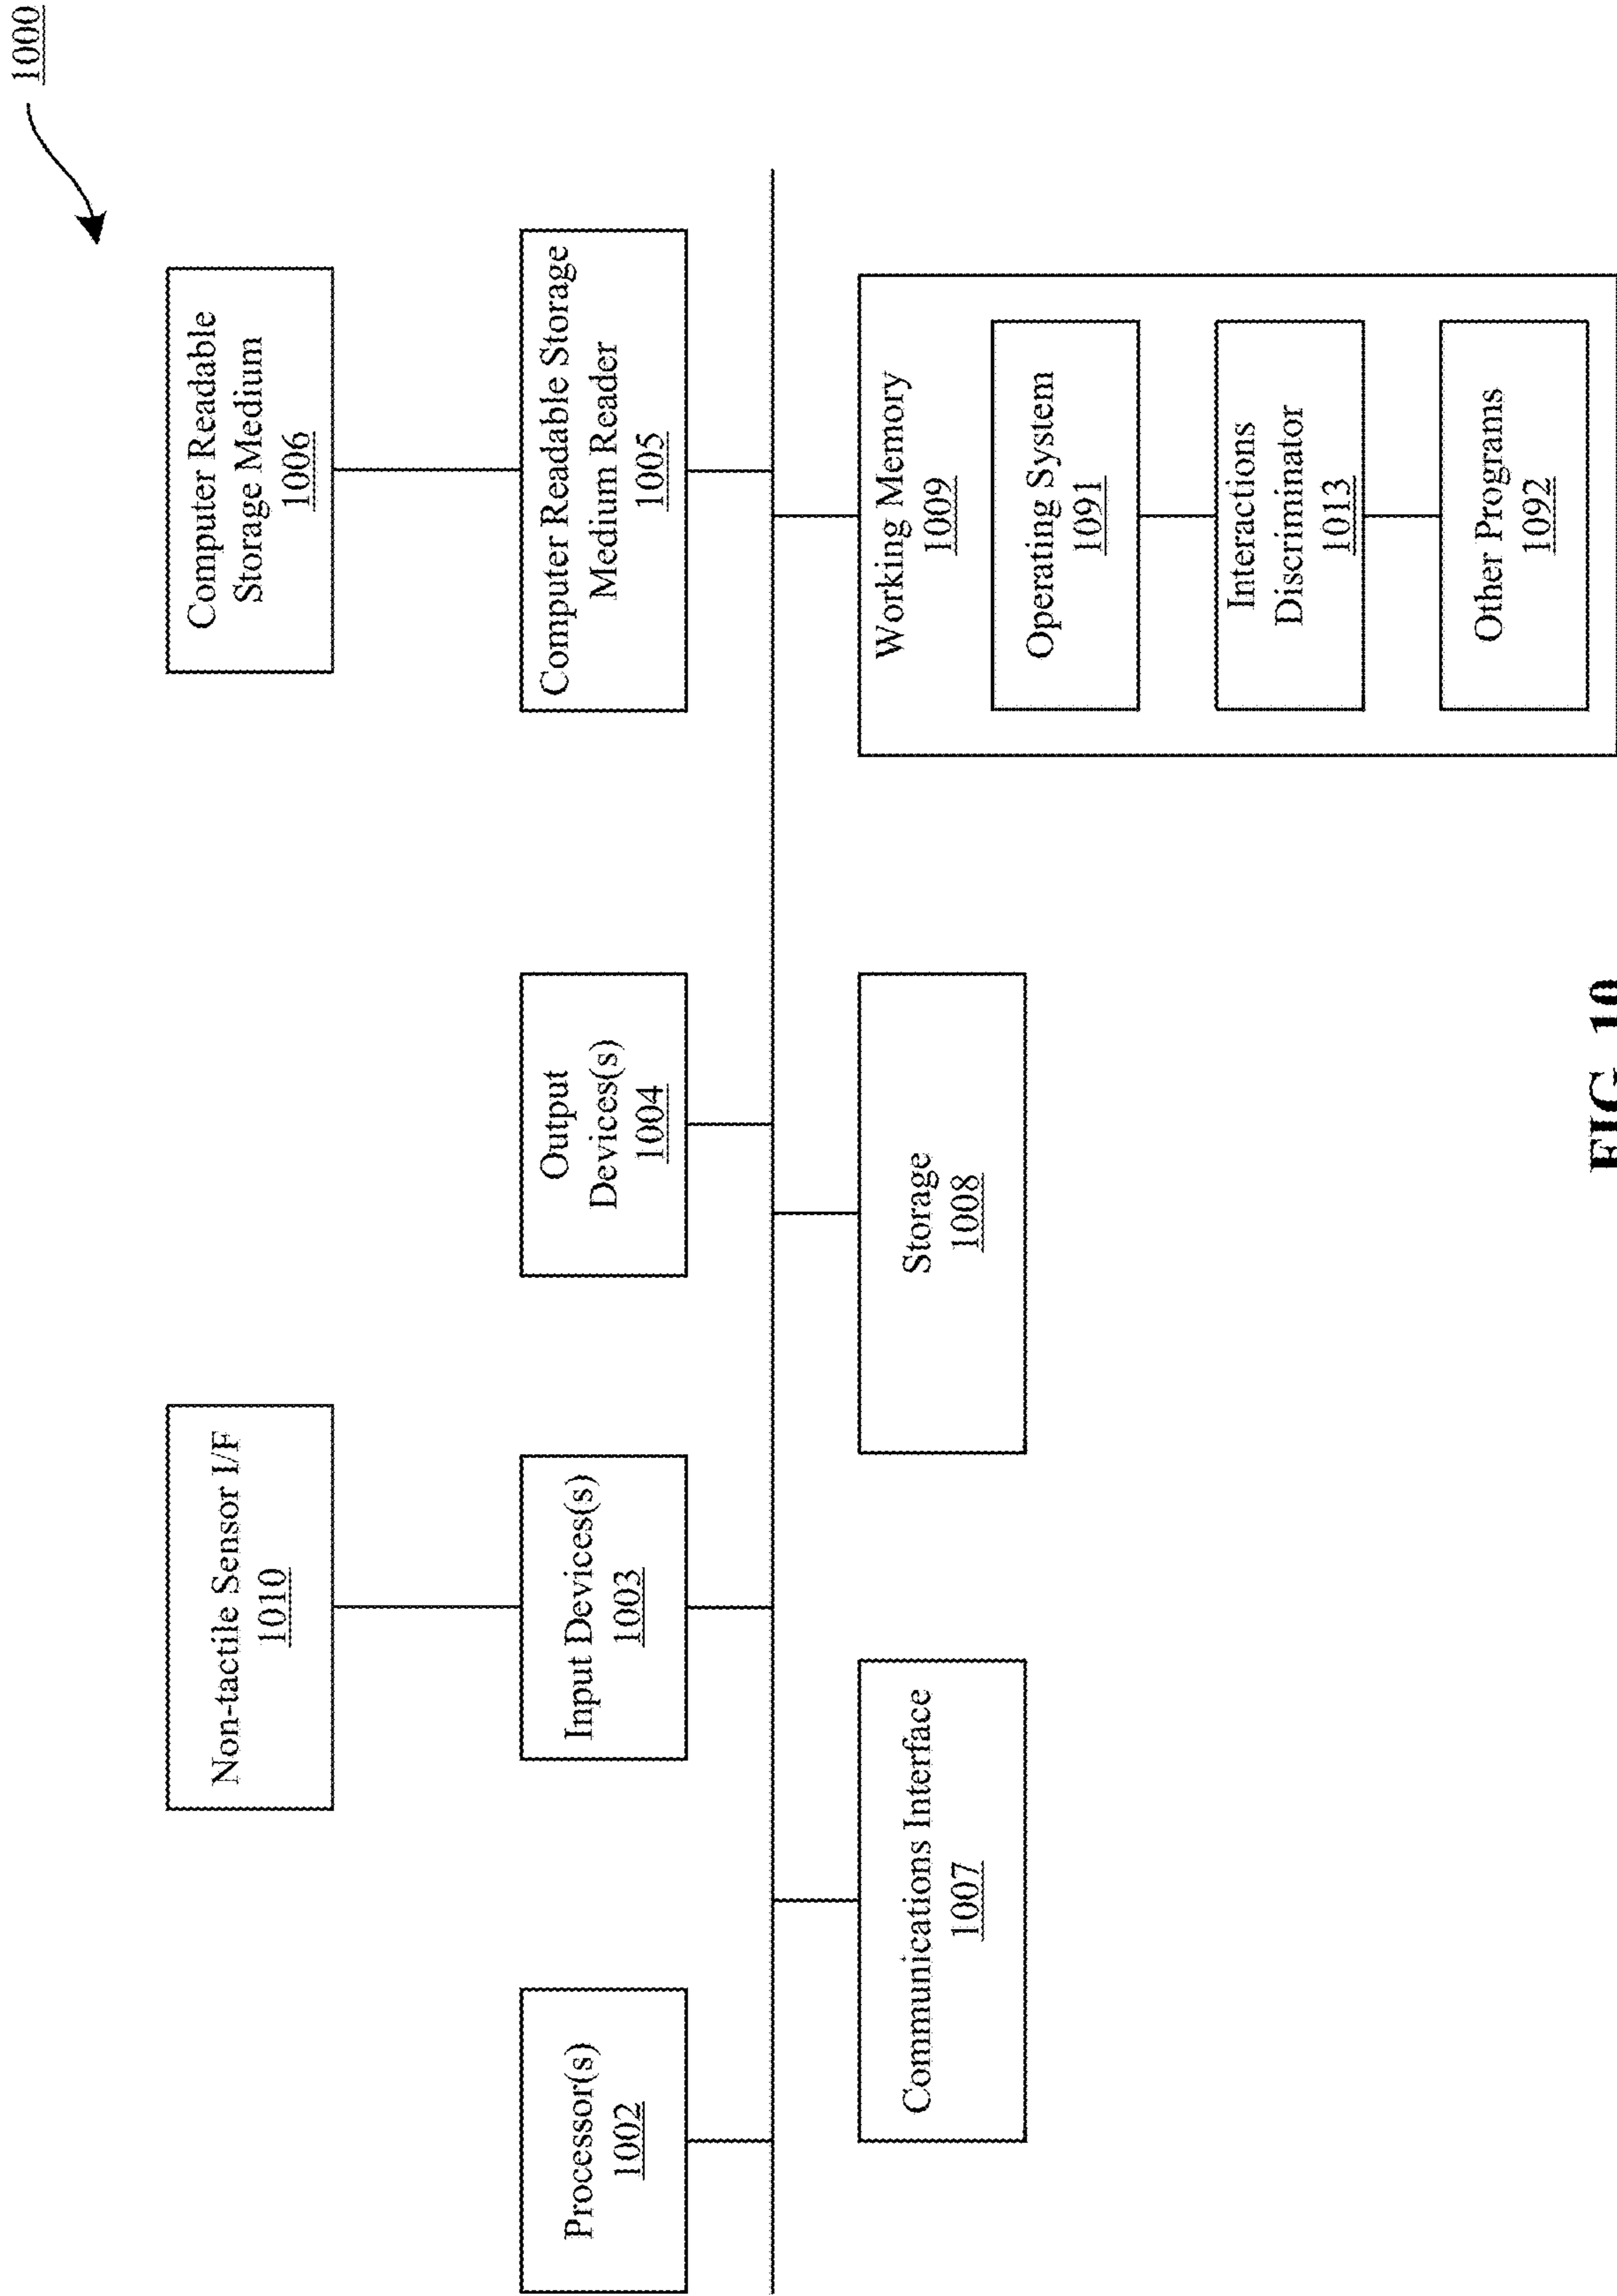 1000
Non-tactile Sensor I/F
1010
Computer Readable
Storage Medium
1006
Processor(s)
1002
Input Devices(s)
1003
Output
Devices(s)
1004
Computer Readable Storage
Medium Reader
1005
Communications Interface
1007
Storage
1008
Working Memory
1009
Operating System
1091
Interactions
Discriminator
1013
Other Programs
1092
FIG. 10